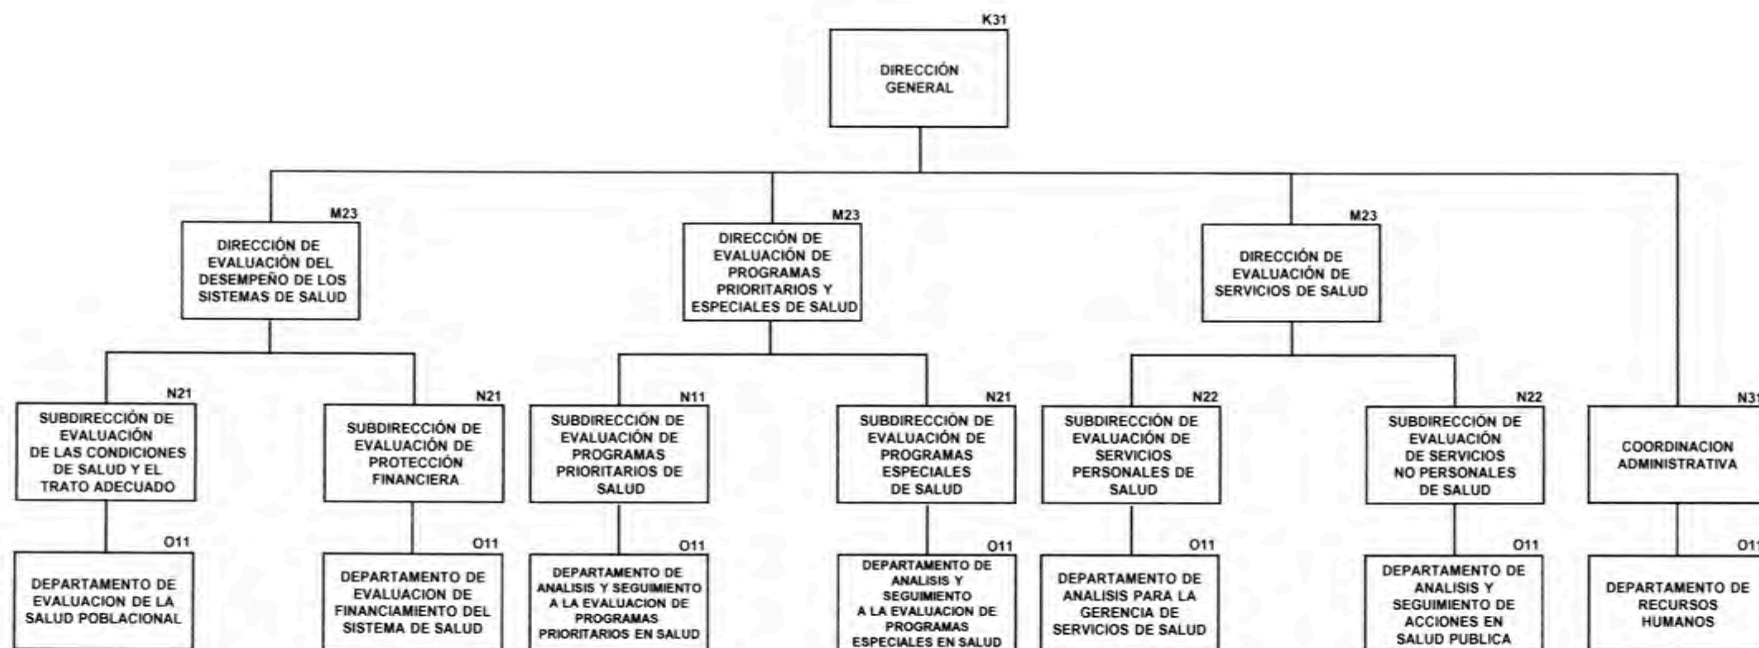 K31
DIRECCIÓN
GENERAL
M23
DIRECCIÓN DE
EVALUACIÓN DEL
DESEMPEÑO DE LOS
SISTEMAS DE SALUD
M23
DIRECCIÓN DE
EVALUACIÓN DE
PROGRAMAS
PRIORITARIOS Y
ESPECIALES DE SALUD
M23
DIRECCIÓN DE
EVALUACIÓN DE
SERVICIOS DE SALUD
N21
SUBDIRECCIÓN DE
EVALUACIÓN
DE LAS CONDICIONES
DE SALUD Y EL
TRATO ADECUADO
N21
SUBDIRECCIÓN DE
EVALUACIÓN DE
PROTECCIÓN
FINANCIERA
N11
SUBDIRECCIÓN DE
EVALUACIÓN DE
PROGRAMAS
PRIORITARIOS DE
SALUD
N21
SUBDIRECCIÓN DE
EVALUACIÓN DE
PROGRAMAS
ESPECIALES
DE SALUD
N22
SUBDIRECCIÓN DE
EVALUACIÓN DE
SERVICIOS
PERSONALES DE
SALUD
N22
SUBDIRECCIÓN DE
EVALUACIÓN
DE SERVICIOS
NO PERSONALES
DE SALUD
N31
COORDINACION
ADMINISTRATIVA
O11
DEPARTAMENTO DE
EVALUACION DE LA
SALUD POBLACIONAL
O11
DEPARTAMENTO DE
EVALUACION DE
FINANCIAMIENTO DEL
SISTEMA DE SALUD
O11
DEPARTAMENTO DE
ANALISIS Y SEGUIMIENTO
A LA EVALUACION DE
PROGRAMAS
PRIORITARIOS EN SALUD
O11
DEPARTAMENTO DE
ANALISIS Y
SEGUIMIENTO
A LA EVALUACION DE
PROGRAMAS
ESPECIALES EN SALUD
O11
DEPARTAMENTO DE
ANALISIS PARA LA
GERENCIA DE
SERVICIOS DE SALUD
O11
DEPARTAMENTO DE
ANALISIS Y
SEGUIMIENTO DE
ACCIONES EN
SALUD PUBLICA
O11
DEPARTAMENTO DE
RECURSOS
HUMANOS